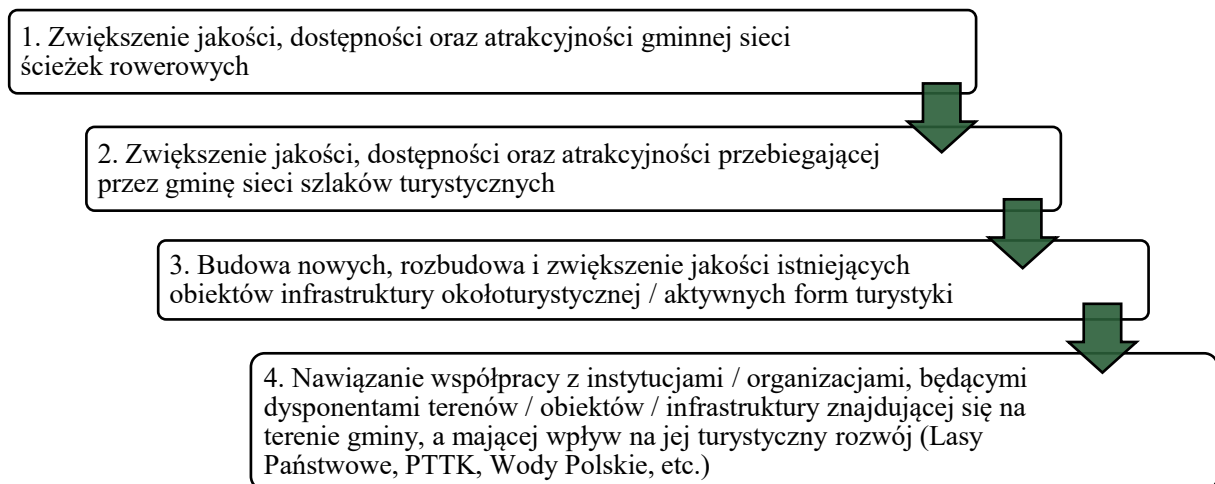 1. Zwiększenie jakości, dostępności oraz atrakcyjności gminnej sieci
ścieżek rowerowych
2. Zwiększenie jakości, dostępności oraz atrakcyjności przebiegającej
przez gminę sieci szlaków turystycznych
3. Budowa nowych, rozbudowa i zwiększenie jakości istniejących
obiektów infrastruktury okołoturystycznej / aktywnych form turystyki
4. Nawiązanie współpracy z instytucjami / organizacjami, będącymi
dysponentami terenów / obiektów / infrastruktury znajdującej się na
terenie gminy, a mającej wpływ na jej turystyczny rozwój (Lasy
Państwowe, PTTK, Wody Polskie, etc.)